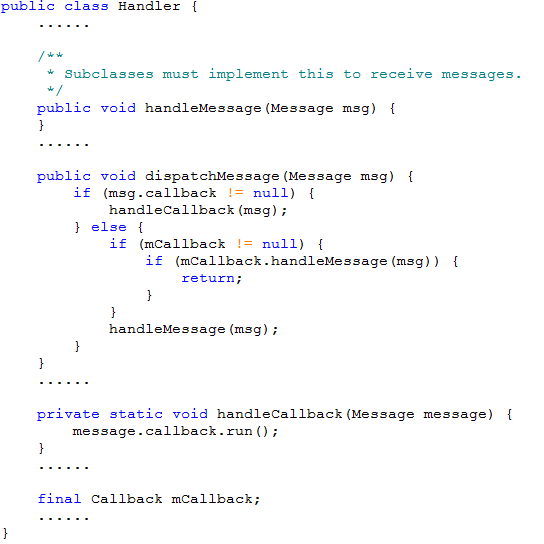 public class Handler {
    ......

    /**
     * Subclasses must implement this to receive messages.
     */
    public void handleMessage(Message msg) {
    }
    ......

    public void dispatchMessage(Message msg) {
        if (msg.callback != null) {
            handleCallback(msg);
        } else {
            if (mCallback != null) {
                if (mCallback.handleMessage(msg)) {
                    return;
                }
            }
            handleMessage(msg);
        }
    }
    ......

    private static void handleCallback(Message message) {
        message.callback.run();
    }
    ......

    final Callback mCallback;
    ......
}